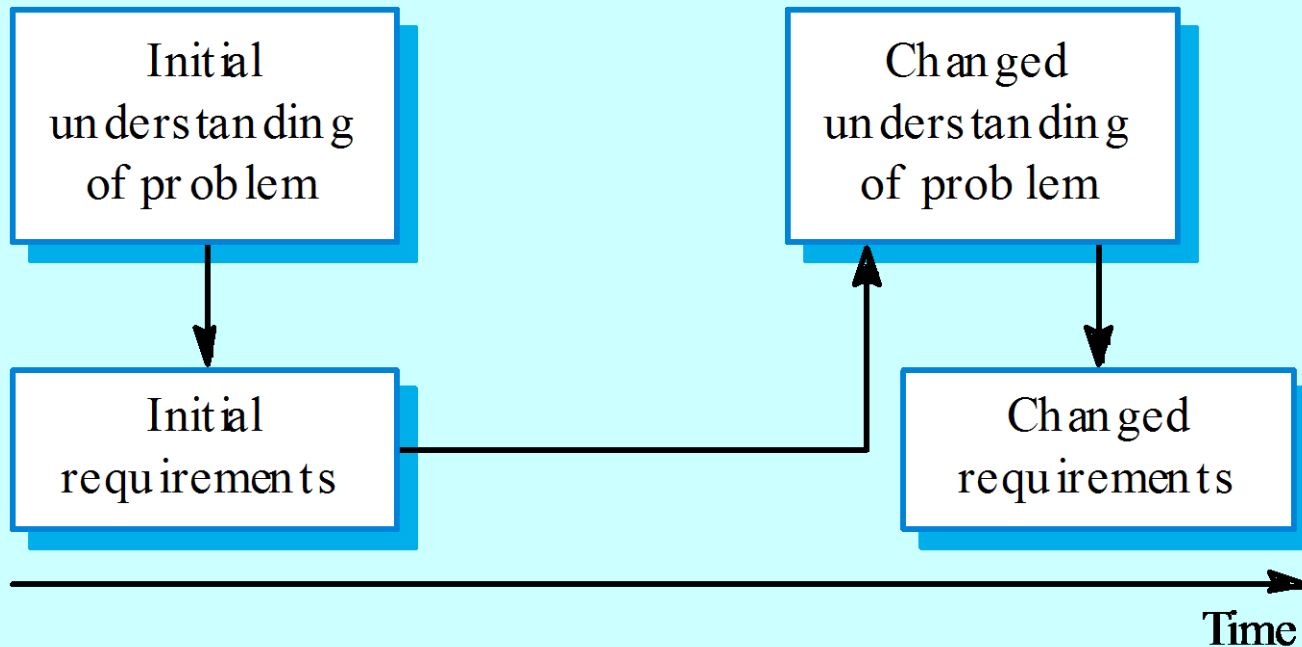 Initial
understanding
of problem
Changed
understanding
of problem
Initial
requirements
Changed
requirements
Time